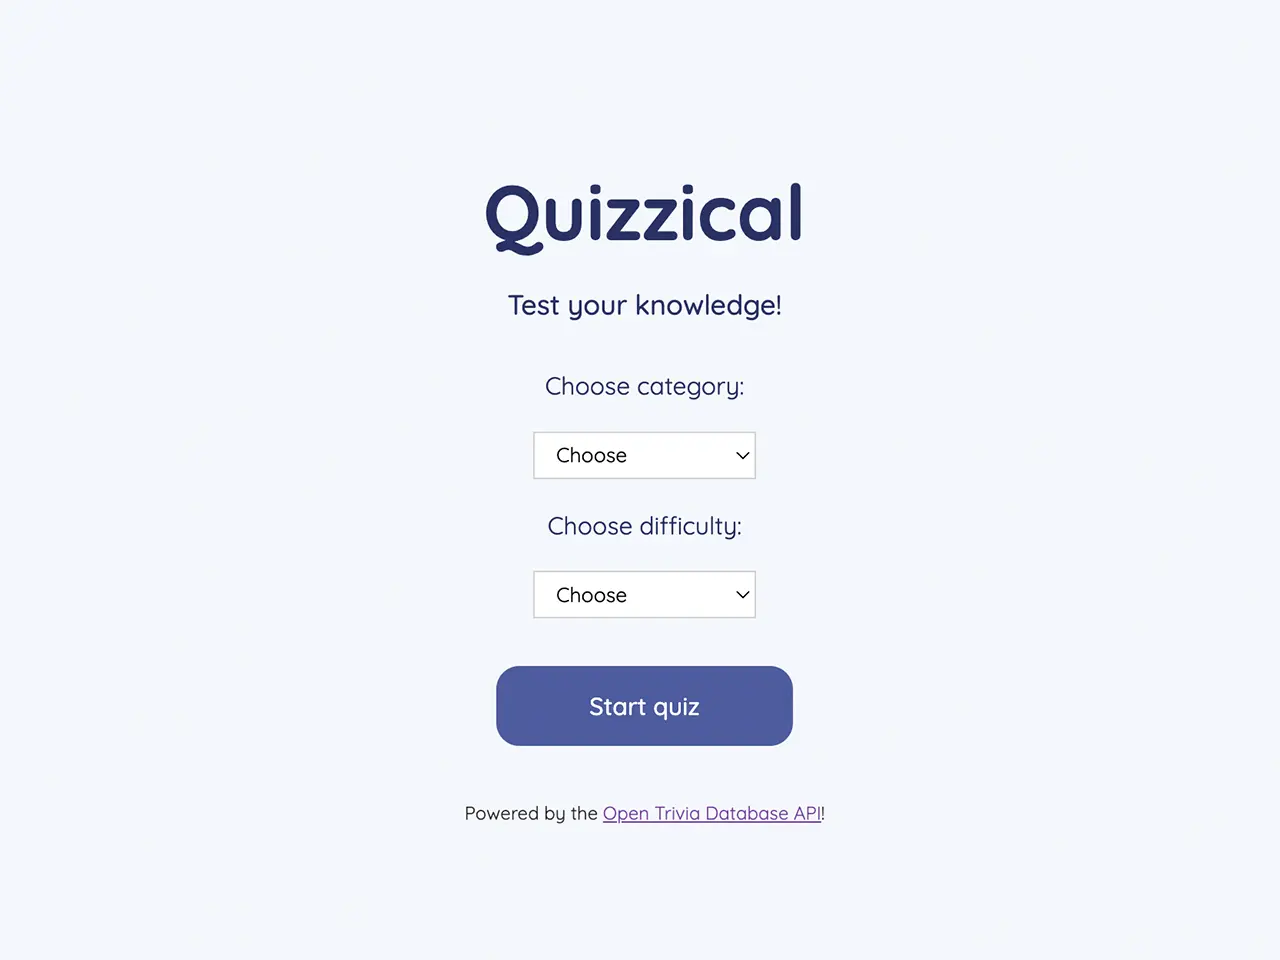 Quizzical
Test your knowledge!
Choose category:
Choose
Choose difficulty:
Choose
Start quiz
Powered by the Open Trivia Database API!